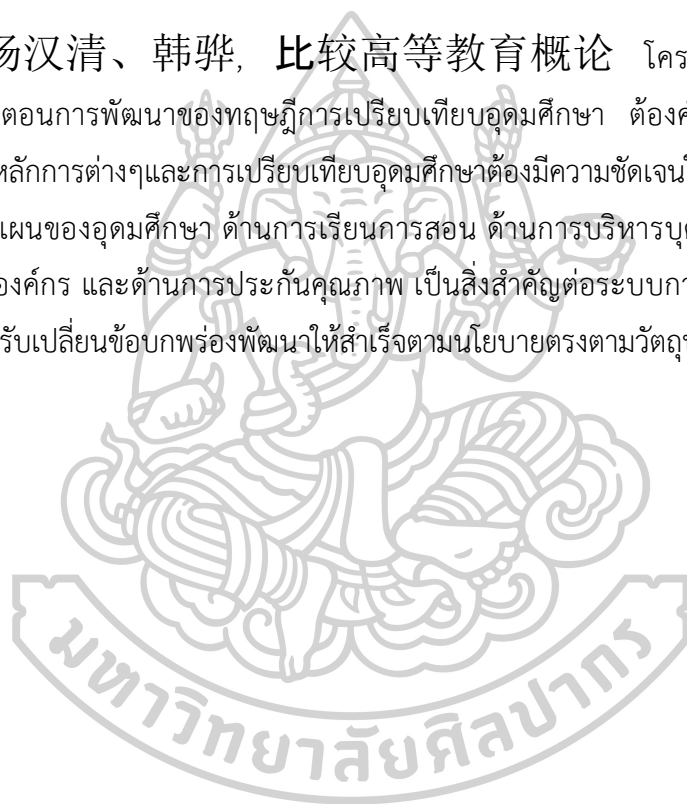 杨汉清、韩骅, 比较高等教育概论 โคร
ตอนการพัฒนาของทฤษฎีการเปรียบเทียบอุดมศึกษา ต้องศ
หลักการต่างๆและการเปรียบเทียบอุดมศึกษาต้องมีความชัดเจนใ
แผนของอุดมศึกษา ด้านการเรียนการสอน ด้านการบริหารบุค
องค์กร และด้านการประกันคุณภาพ เป็นสิ่งสำคัญต่อระบบกา
รับเปลี่ยนข้อบกพร่องพัฒนาให้สำเร็จตามนโยบายตรงตามวัตถุป
มหาวิทยาลัยศิลปากร